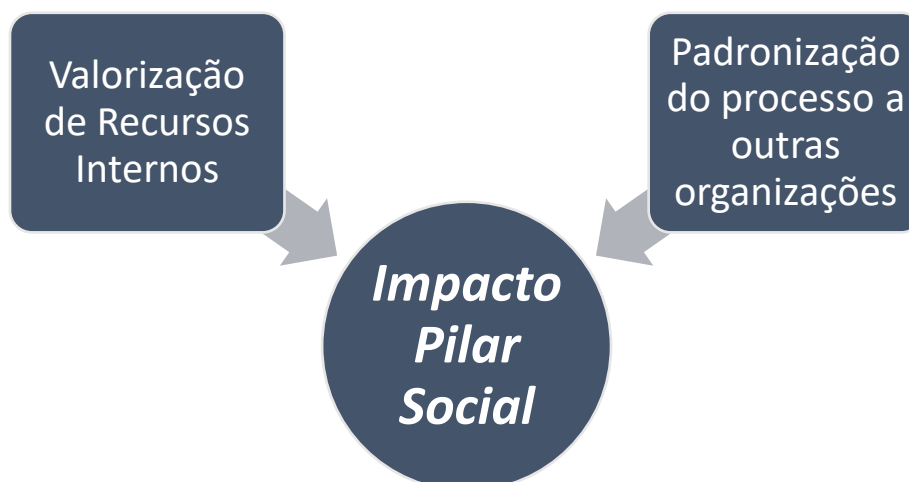 Valorização
de Recursos
Internos
Padronização
do processo a
outras
organizações
Impacto
Pilar
Social